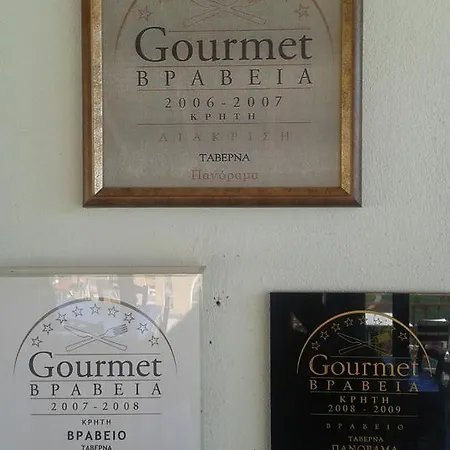 Gourmet
ΒΡΑΒΕΙΑ
2006-2007
ΚΡΗΤΗ
ΔΙΑΚΡΙΣΗ
ΤΑΒΕΡΝΑ
Πανόραμα
Gourmet
ΒΡΑΒΕΙΑ
2007-2008
ΚΡΗΤΗ
ΒΡΑΒΕΙΟ
ΤΑΒΕΡΝΑ
Gourmet
ΒΡΑΒΕΙΑ
ΚΡΗΤΗ
2008-2009
ΒΡΑΒΕΙΟ
ΤΑΒΕΡΝΑ
ΠΑΝΟΡΑΜΑ